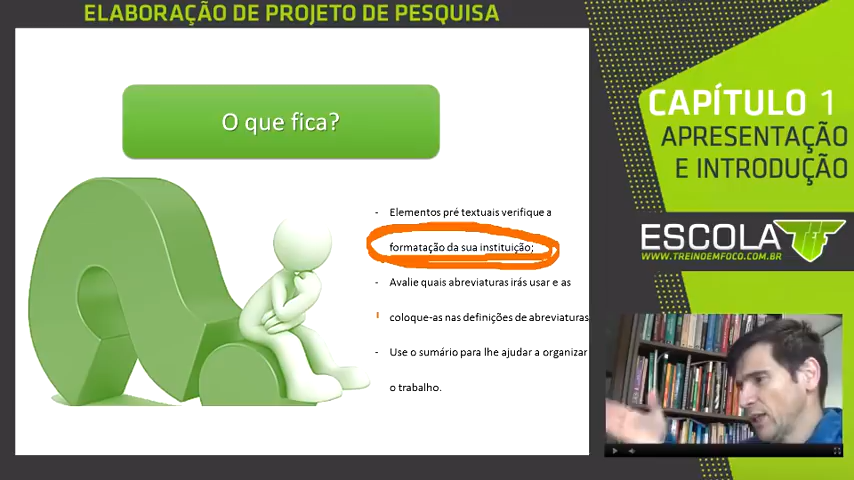 ELABORAÇÃO DE PROJETO DE PESQUISA
O que fica?
- Elementos pré textuais verifique a
formatação da sua instituição;
- Avalie quais abreviaturas irás usar e as
coloque-as nas definições de abreviaturas
- Use o sumário para lhe ajudar a organizar
o trabalho.
CAPÍTULO 1
APRESENTAÇÃO
E INTRODUÇÃO
ESCOLA TIF
WWW.TREINOEMFOCO.COM.BR